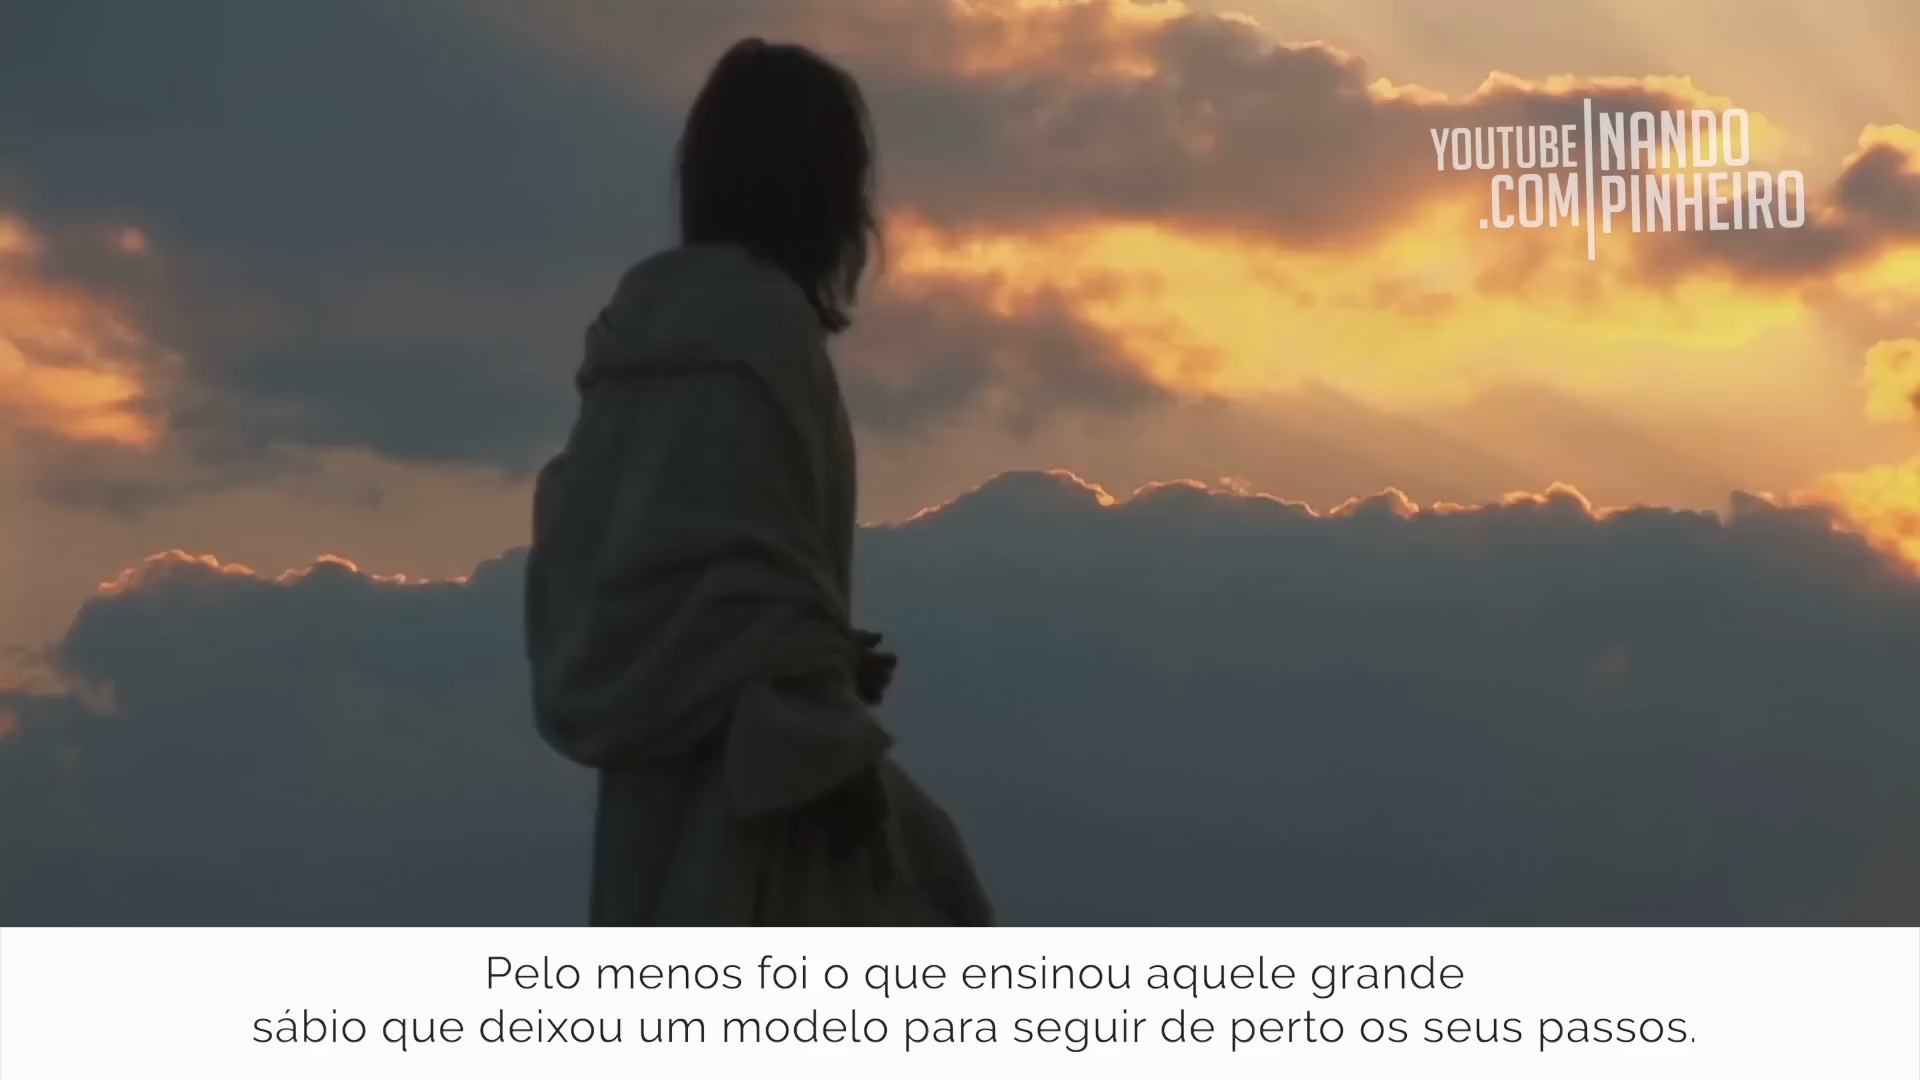 YOUTUBE NANDO
.COM PINHEIRO
Pelo menos foi o que ensinou aquele grande
sábio que deixou um modelo para seguir de perto os seus passos.